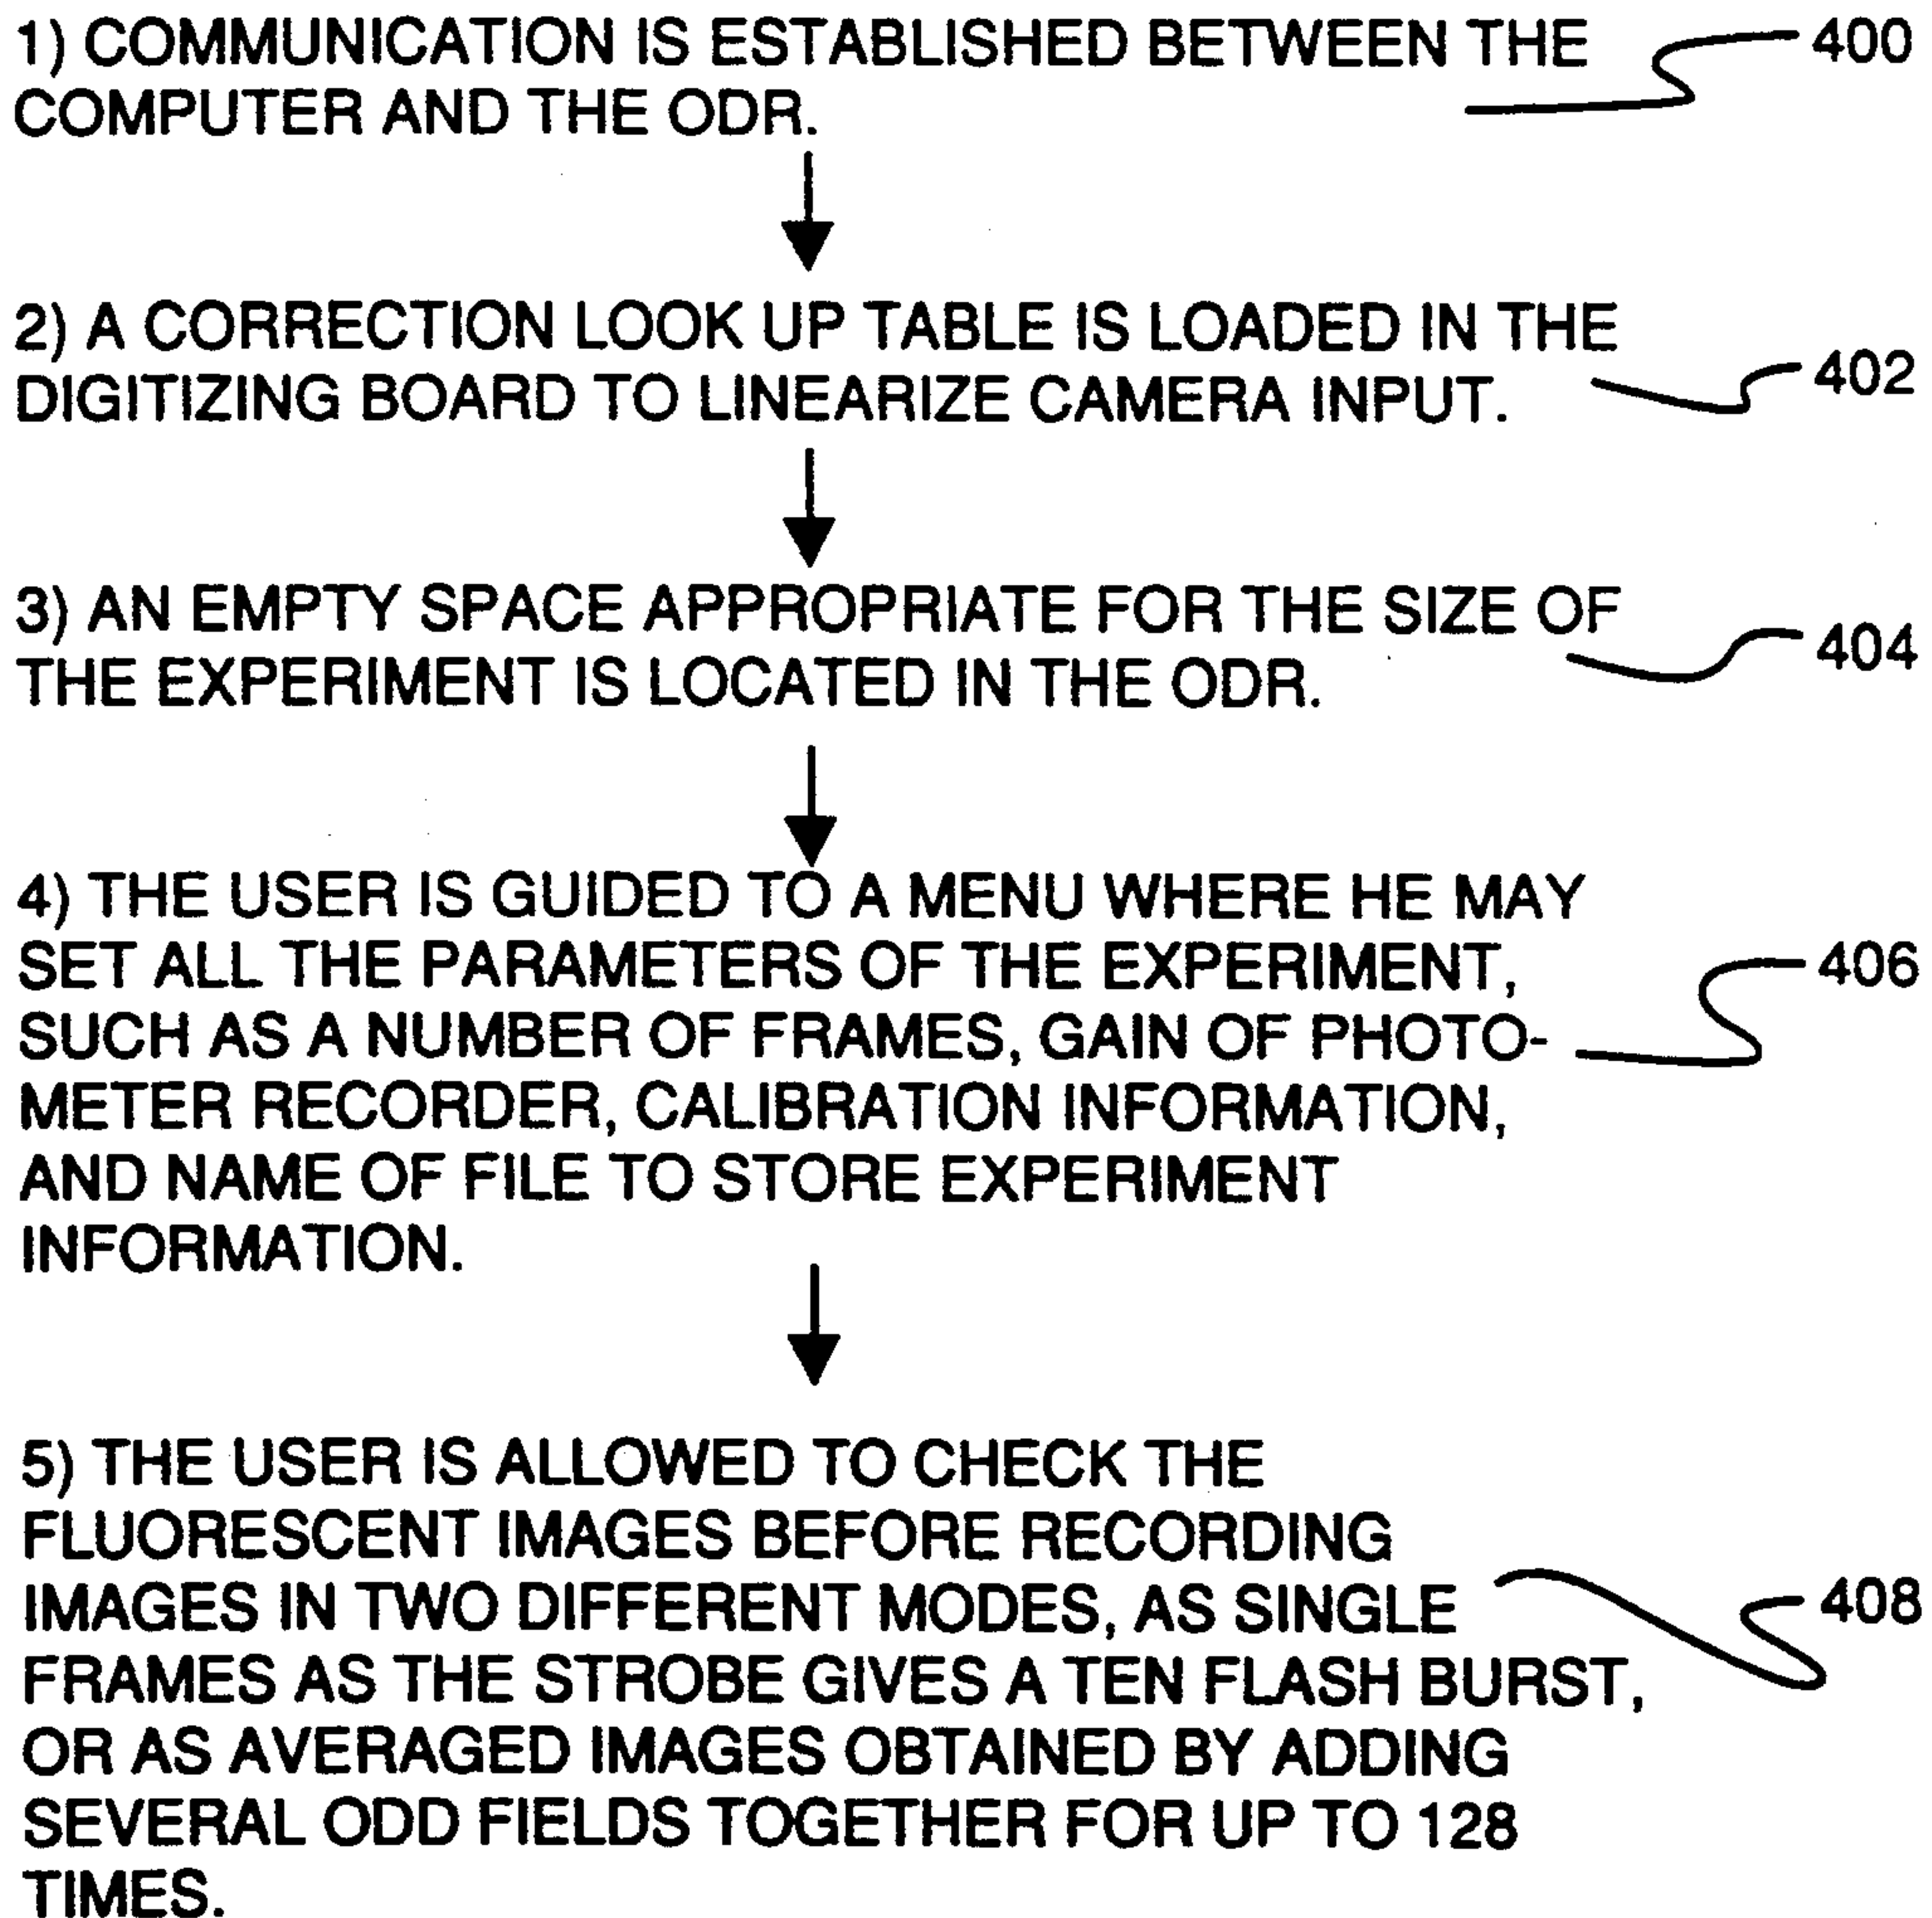 1) COMMUNICATION IS ESTABLISHED BETWEEN THE
400
COMPUTER AND THE ODR.
2) A CORRECTION LOOK UP TABLE IS LOADED IN THE
DIGITIZING BOARD TO LINEARIZE CAMERA INPUT.
402
3) AN EMPTY SPACE APPROPRIATE FOR THE SIZE OF
404
THE EXPERIMENT IS LOCATED IN THE ODR.
4) THE USER IS GUIDED TO A MENU WHERE HE MAY
SET ALL THE PARAMETERS OF THE EXPERIMENT,
406
SUCH AS A NUMBER OF FRAMES, GAIN OF PHOTO-
METER RECORDER, CALIBRATION INFORMATION,
AND NAME OF FILE TO STORE EXPERIMENT
INFORMATION.
5) THE USER IS ALLOWED TO CHECK THE
FLUORESCENT IMAGES BEFORE RECORDING
IMAGES IN TWO DIFFERENT MODES, AS SINGLE
408
FRAMES AS THE STROBE GIVES A TEN FLASH BURST,
OR AS AVERAGED IMAGES OBTAINED BY ADDING
SEVERAL ODD FIELDS TOGETHER FOR UP TO 128
TIMES.